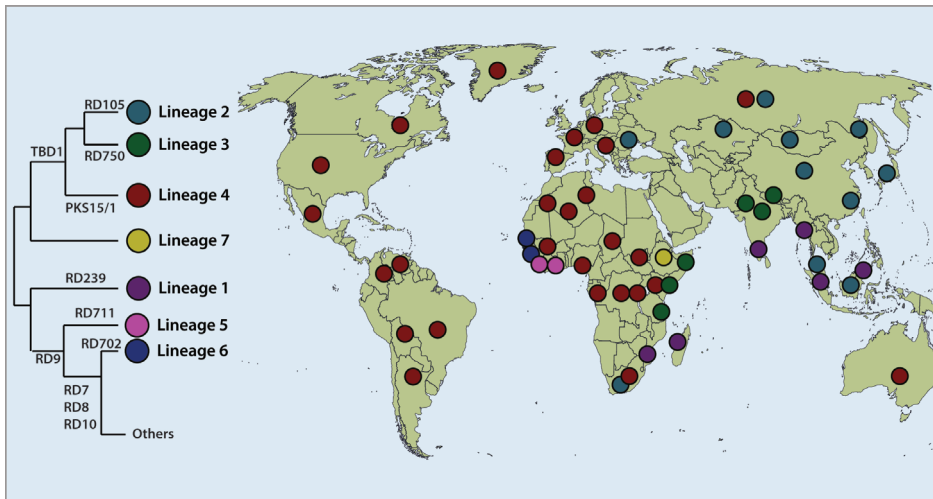 RD105
Lineage 2
TBD1
RD750
Lineage 3
Lineage 4
PKS15/1
Lineage 7
RD239
Lineage 1
RD711
Lineage 5
RD702
Lineage 6
RD9
RD7
RD8
RD10
Others